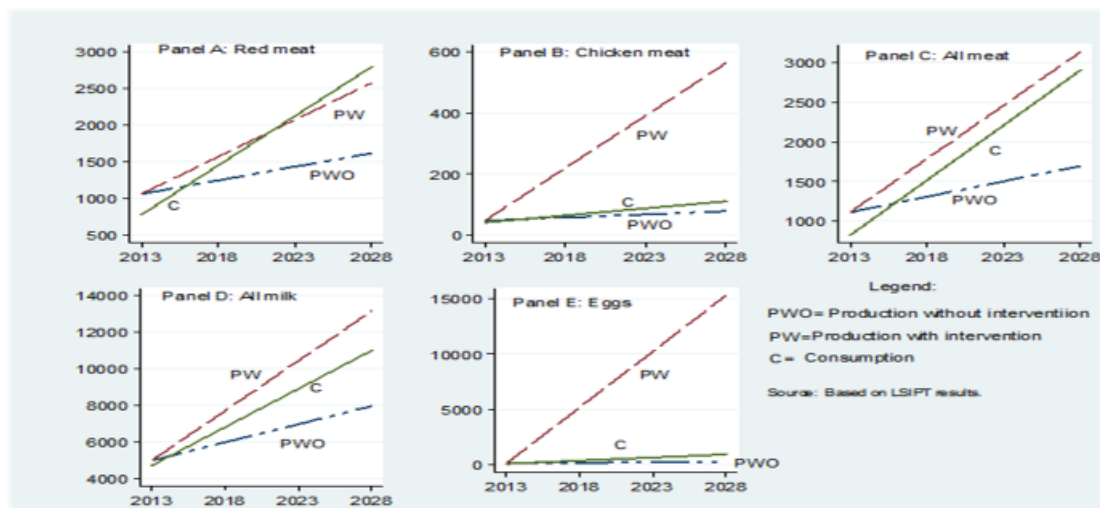 Panel A: Red meat
3000
2500
2000
1500
1000
500
PW
PWO
C
2013 2018 2023 2028
Panel B: Chicken meat
600
400
200
0
PW
C
PWO
2013 2018 2023 2028
Panel C: All meat
3000
2500
2000
1500
1000
PW
C
PWO
2013 2018 2023 2028
Panel D: All milk
14000
12000
10000
8000
6000
4000
PW
C
PWO
2013 2018 2023 2028
Panel E: Eggs
15000
10000
5000
0
PW
C
PWO
2013 2018 2023 2028
Legend:
PWO= Production without interventiion
PW=Production with intervention
C= Consumption
Source: Based on LSIPT results.